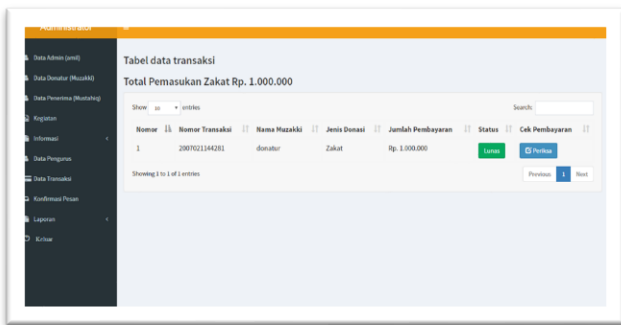 Administrator
Data Admin (amil)
Data Donatur (Muzakki)
Data Penerima (Mustahiq)
Kegiatan
Informasi
Data Pengurus
Data Transaksi
Konfirmasi Pesan
Laporan
Keluar
Tabel data transaksi
Total Pemasukan Zakat Rp. 1.000.000
Show 10 entries
Search:
Nomor Nomor Transaksi Nama Muzakki Jenis Donasi Jumlah Pembayaran Status Cek Pembayaran
1 2007021144281 donatur Zakat Rp. 1.000.000 Lunas Periksa
Showing 1 to 1 of 1 entries
Previous 1 Next